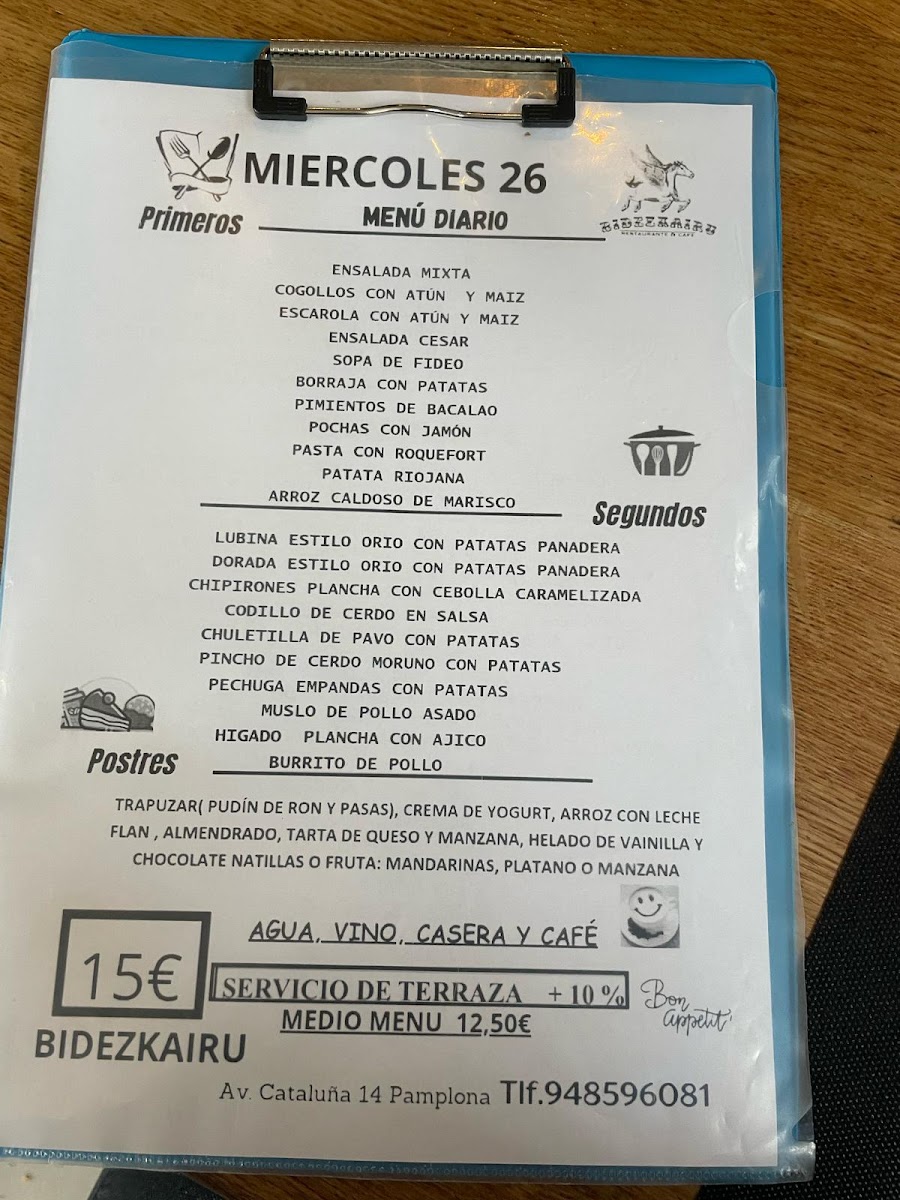 MIERCOLES 26
Primeros
MENÚ DIARIO
BIDEZKAIRU
RESTAURANTE & CAFE
ENSALADA MIXTA
COGOLLOS CON ATÚN Y MAIZ
ESCAROLA CON ATÚN Y MAIZ
ENSALADA CESAR
SOPA DE FIDEO
BORRAJA CON PATATAS
PIMIENTOS DE BACALAO
POCHAS CON JAMÓN
PASTA CON ROQUEFORT
PATATA RIOJANA
ARROZ CALDOSO DE MARISCO
Segundos
LUBINA ESTILO ORIO CON PATATAS PANADERA
DORADA ESTILO ORIO CON PATATAS PANADERA
CHIPIRONES PLANCHA CON CEBOLLA CARAMELIZADA
CODILLO DE CERDO EN SALSA
CHULETILLA DE PAVO CON PATATAS
PINCHO DE CERDO MORUNO CON PATATAS
PECHUGA EMPANDAS CON PATATAS
MUSLO DE POLLO ASADO
HIGADO PLANCHA CON AJICO
BURRITO DE POLLO
Postres
TRAPUZAR( PUDÍN DE RON Y PASAS), CREMA DE YOGURT, ARROZ CON LECHE
FLAN , ALMENDRADO, TARTA DE QUESO Y MANZANA, HELADO DE VAINILLA Y
CHOCOLATE NATILLAS O FRUTA: MANDARINAS, PLATANO O MANZANA
AGUA, VINO, CASERA Y CAFÉ
15€
SERVICIO DE TERRAZA + 10 %
Bon appetit
MEDIO MENU 12,50€
BIDEZKAIRU
Av. Cataluña 14 Pamplona Tlf.948596081